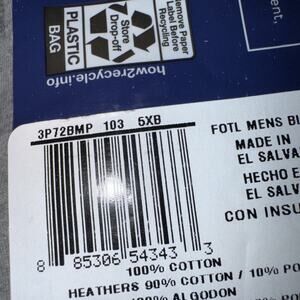 Remove Paper
Label Before
Recycling
Store
Drop-off
PLASTIC
BAG
how2recycle.info
3P72BMP 103 5XB
8 85306 54343 3
FOTL MENS
MADE IN
EL SALVA
HECHO E
EL SALV
CON INSU
100% COTTON
HEATHERS 90% COTTON / 10% PO
100% ALGODON